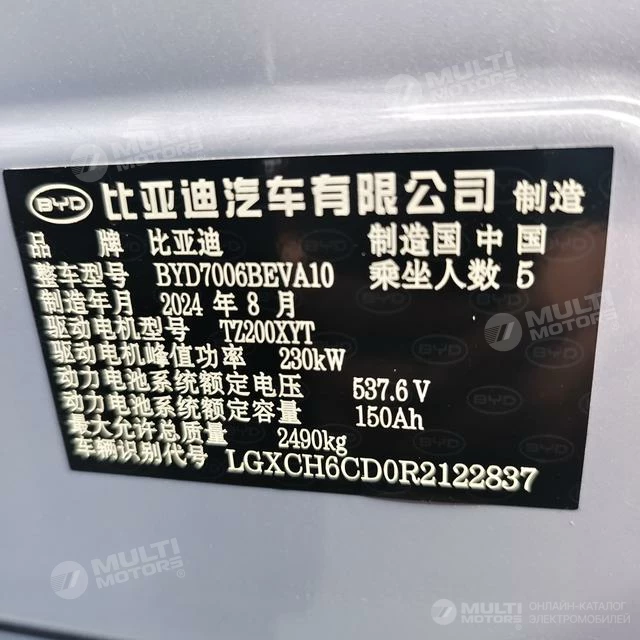 MULTI MOTORS®
MULTI MOTORS®
BYD 比亚迪汽车有限公司 制造
品 牌 比亚迪 制造国 中 国
整车型号 BYD7006BEVA10 乘坐人数 5
制造年月 2024 年 8 月
驱动电机型号 TZ200XYT
驱动电机峰值功率 230kW
动力电池系统额定电压 537.6 V
动力电池系统额定容量 150Ah
最大允许总质量 2490kg
车辆识别代号 LGXCH6CD0R2122837
MULTI MOTORS
MULTI MOTORS®
MULTI MOTORS ОНЛАЙН-КАТАЛОГ ЭЛЕКТРОМОБИЛЕЙ